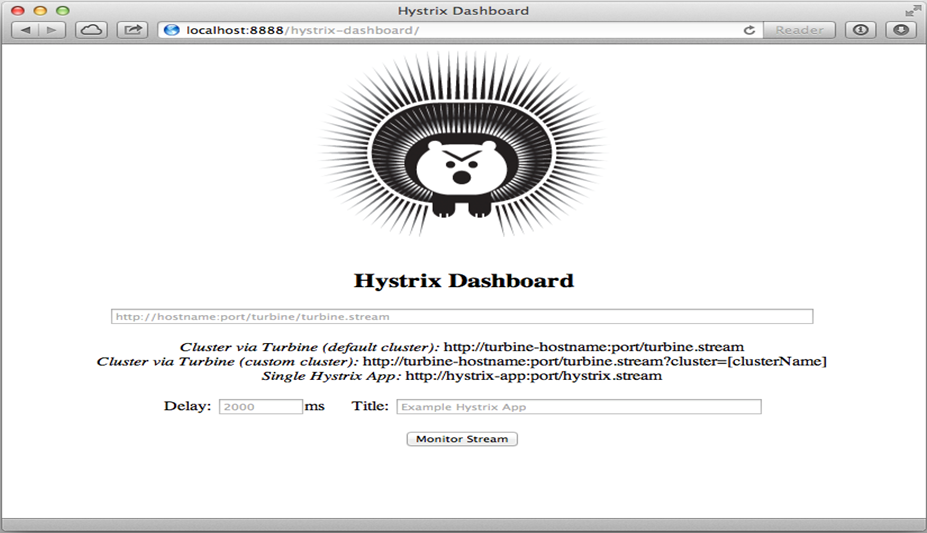 Hystrix Dashboard
localhost:8888/hystrix-dashboard/
Reader
Hystrix Dashboard
http://hostname:port/turbine/turbine.stream
Cluster via Turbine (default cluster): http://turbine-hostname:port/turbine.stream
Cluster via Turbine (custom cluster): http://turbine-hostname:port/turbine.stream?cluster=[clusterName]
Single Hystrix App: http://hystrix-app:port/hystrix.stream
Delay: 2000 ms Title: Example Hystrix App
Monitor Stream